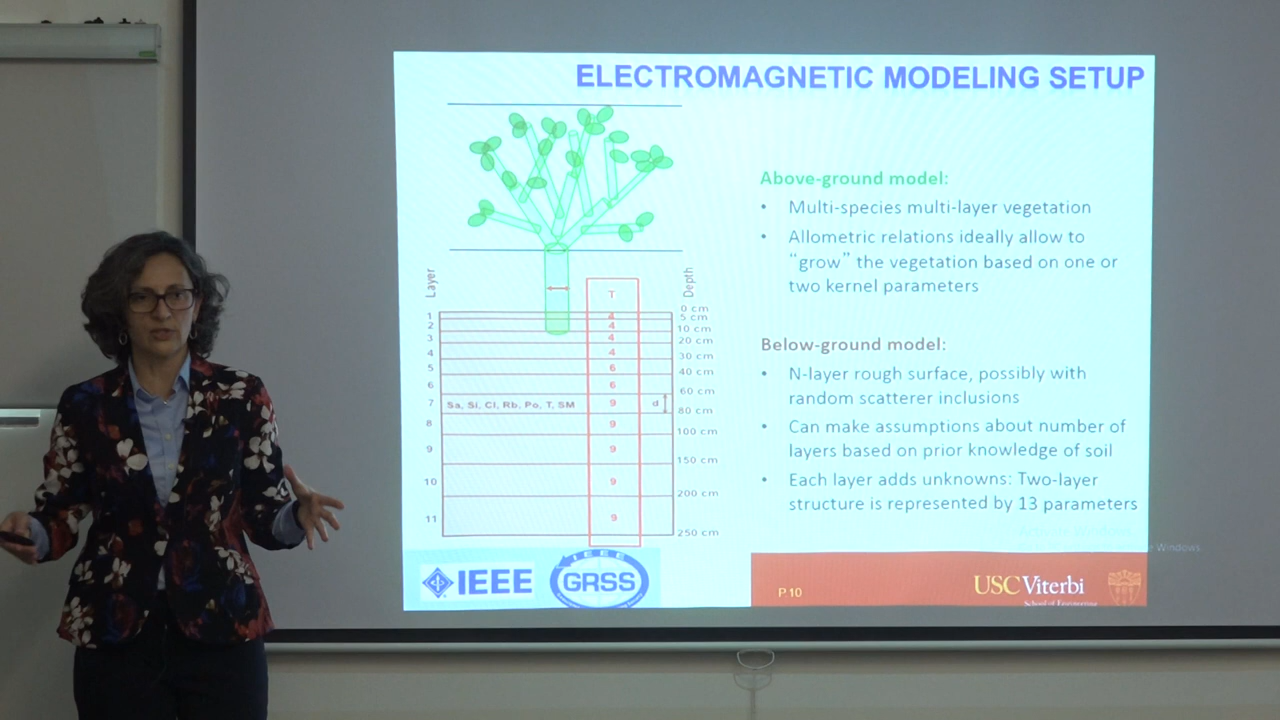 ELECTROMAGNETIC MODELING SETUP
Above-ground model:
• Multi-species multi-layer vegetation
• Allometric relations ideally allow to
“grow” the vegetation based on one or
two kernel parameters
Below-ground model:
• N-layer rough surface, possibly with
random scatterer inclusions
• Can make assumptions about number of
layers based on prior knowledge of soil
• Each layer adds unknowns: Two-layer
structure is represented by 13 parameters
Layer
Depth
T
0 cm
1 4 5 cm
2 4 10 cm
3 4 20 cm
4 4 30 cm
5 6 40 cm
6 6 60 cm
7 Sa, Si, Cl, Rb, Po, T, SM 9 d 80 cm
8 9 100 cm
9 9 150 cm
10 9 200 cm
11 9 250 cm
IEEE
IEEE
GRSS
P 10
USC Viterbi
School of Engineering
Windows